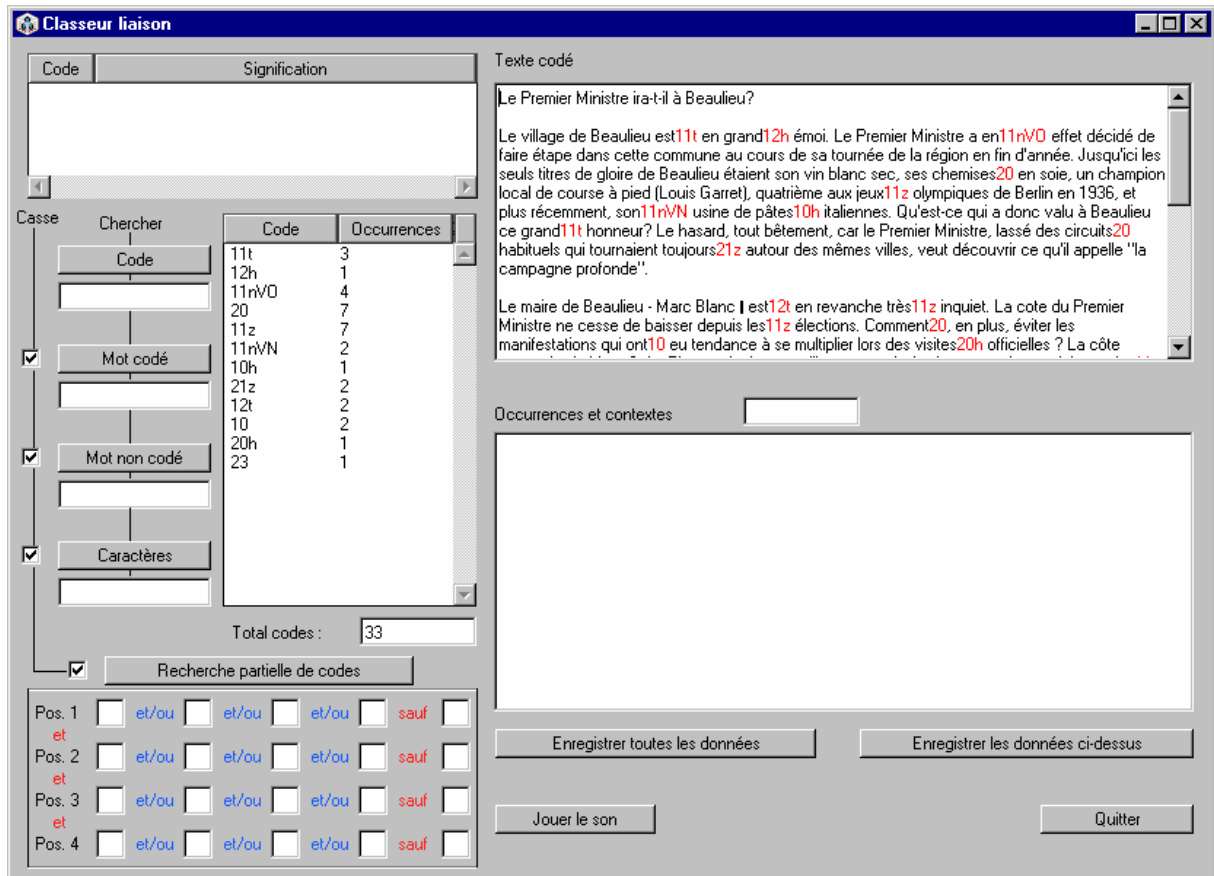 Classeur liaison
Code Signification
Casse
Chercher
Code
Mot codé
Mot non codé
Caractères
Code Occurrences
11t 3
12h 1
11nVO 4
20 7
11z 7
11nVN 2
10h 1
21z 2
12t 2
10 2
20h 1
23 1
Total codes : 33
Recherche partielle de codes
Pos. 1 et/ou et/ou et/ou sauf
et
Pos. 2 et/ou et/ou et/ou sauf
et
Pos. 3 et/ou et/ou et/ou sauf
et
Pos. 4 et/ou et/ou et/ou sauf
Texte codé
Le Premier Ministre ira-t-il à Beaulieu?
Le village de Beaulieu est11t en grand12h émoi. Le Premier Ministre a en11nVO effet décidé de
faire étape dans cette commune au cours de sa tournée de la région en fin d'année. Jusqu'ici les
seuls titres de gloire de Beaulieu étaient son vin blanc sec, ses chemises20 en soie, un champion
local de course à pied (Louis Garret), quatrième aux jeux11z olympiques de Berlin en 1936, et
plus récemment, son11nVN usine de pâtes10h italiennes. Qu'est-ce qui a donc valu à Beaulieu
ce grand11t honneur? Le hasard, tout bêtement, car le Premier Ministre, lassé des circuits20
habituels qui tournaient toujours21z autour des mêmes villes, veut découvrir ce qu'il appelle "la
campagne profonde".
Le maire de Beaulieu - Marc Blanc | est12t en revanche très11z inquiet. La cote du Premier
Ministre ne cesse de baisser depuis les11z élections. Comment20, en plus, éviter les
manifestations qui ont10 eu tendance à se multiplier lors des visites20h officielles ? La côte
Occurrences et contextes
Enregistrer toutes les données
Enregistrer les données ci-dessus
Jouer le son
Quitter